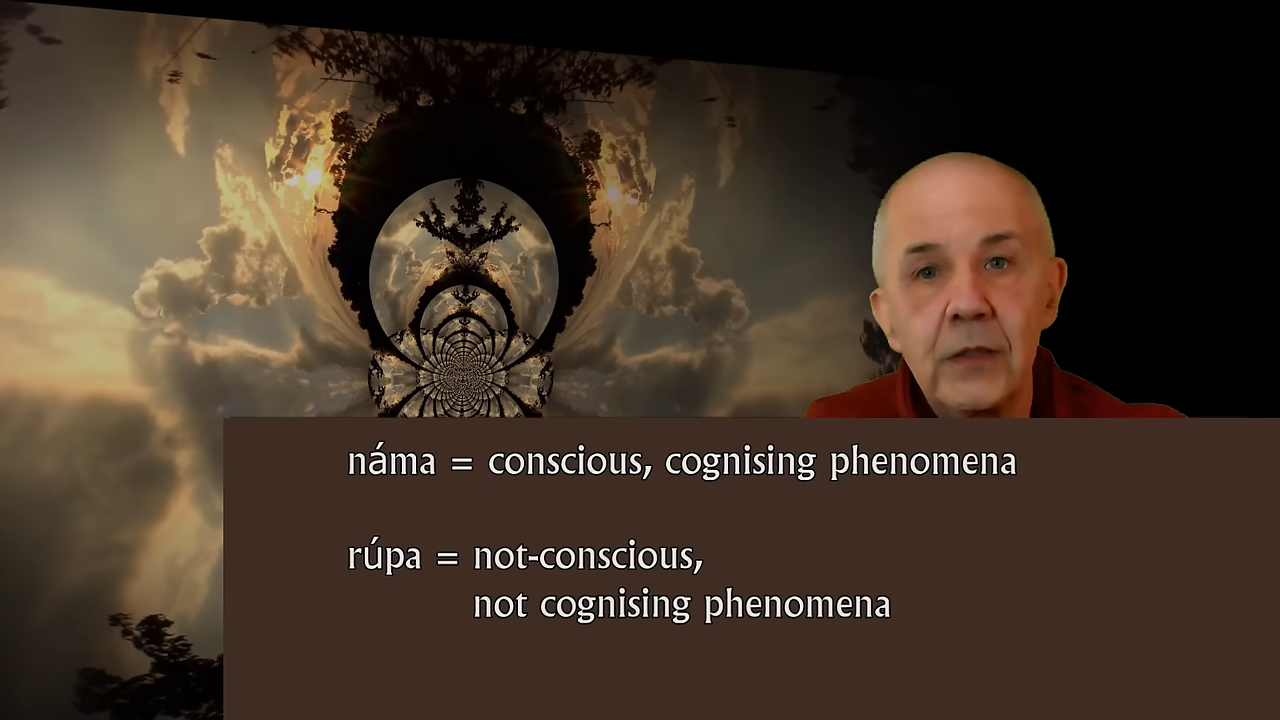 náma = conscious, cognising phenomena
rúpa = not-conscious,
not cognising phenomena